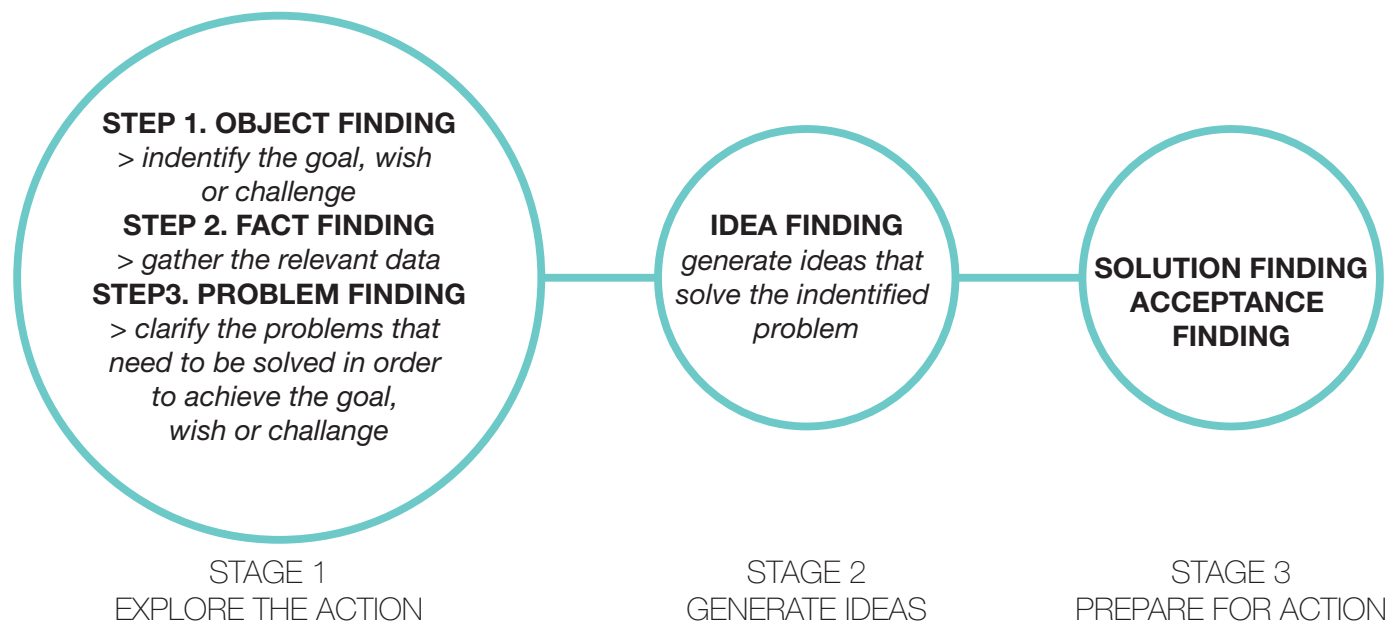 STEP 1. OBJECT FINDING
> indentify the goal, wish
or challenge
STEP 2. FACT FINDING
> gather the relevant data
STEP3. PROBLEM FINDING
> clarify the problems that
need to be solved in order
to achieve the goal,
wish or challange
STAGE 1
EXPLORE THE ACTION
IDEA FINDING
generate ideas that
solve the indentified
problem
STAGE 2
GENERATE IDEAS
SOLUTION FINDING
ACCEPTANCE
FINDING
STAGE 3
PREPARE FOR ACTION